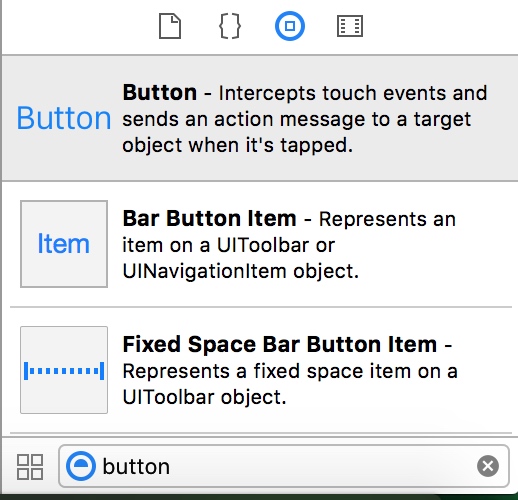 Button
Button - Intercepts touch events and
sends an action message to a target
object when it's tapped.
Item
Bar Button Item - Represents an
item on a UIToolbar or
UINavigationItem object.
Fixed Space Bar Button Item -
Represents a fixed space item on a
UIToolbar object.
button